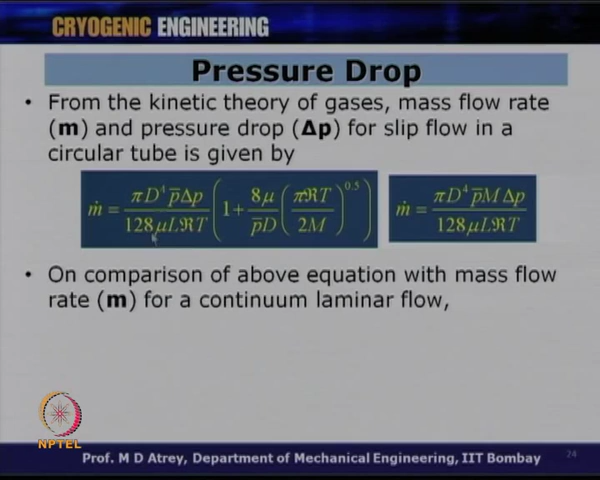 CRYOGENIC ENGINEERING
Pressure Drop
• From the kinetic theory of gases, mass flow rate
(m) and pressure drop (Δp) for slip flow in a
circular tube is given by
ṁ = πD⁴p̅Δp / 128μLℜT (1 + 8μ / p̅D (πℜT / 2M)^0.5) ṁ = πD⁴p̅MΔp / 128μLℜT
• On comparison of above equation with mass flow
rate (m) for a continuum laminar flow,
NPTEL
Prof. M D Atrey, Department of Mechanical Engineering, IIT Bombay 24